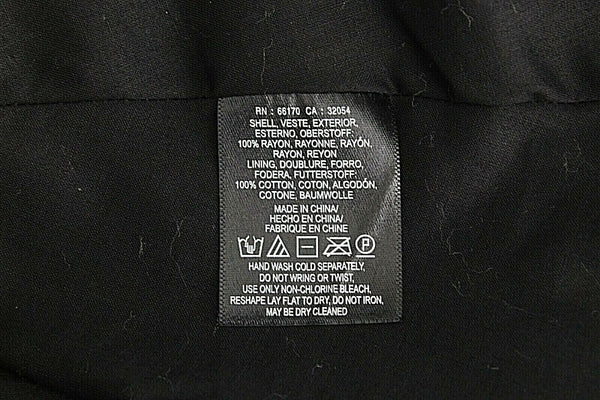 RN : 66170 CA : 32054
SHELL, VESTE, EXTERIOR,
ESTERNO, OBERSTOFF:
100% RAYON, RAYONNE, RAYÓN,
RAYON, REYON
LINING, DOUBLURE, FORRO,
FODERA, FUTTERSTOFF:
100% COTTON, COTON, ALGODÓN,
COTONE, BAUMWOLLE
MADE IN CHINA/
HECHO EN CHINA/
FABRIQUE EN CHINE
P
HAND WASH COLD SEPARATELY,
DO NOT WRING OR TWIST,
USE ONLY NON-CHLORINE BLEACH,
RESHAPE LAY FLAT TO DRY, DO NOT IRON,
MAY BE DRY CLEANED